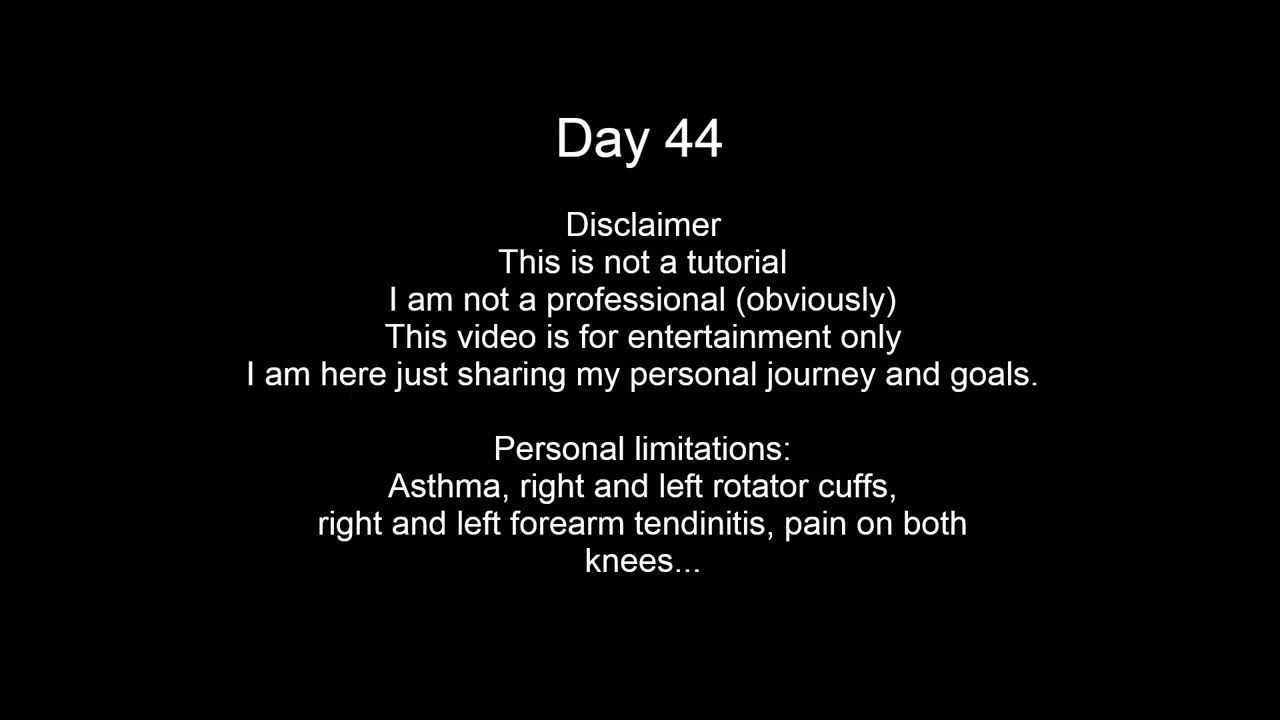 Day 44
Disclaimer
This is not a tutorial
I am not a professional (obviously)
This video is for entertainment only
I am here just sharing my personal journey and goals.
Personal limitations:
Asthma, right and left rotator cuffs,
right and left forearm tendinitis, pain on both
knees...